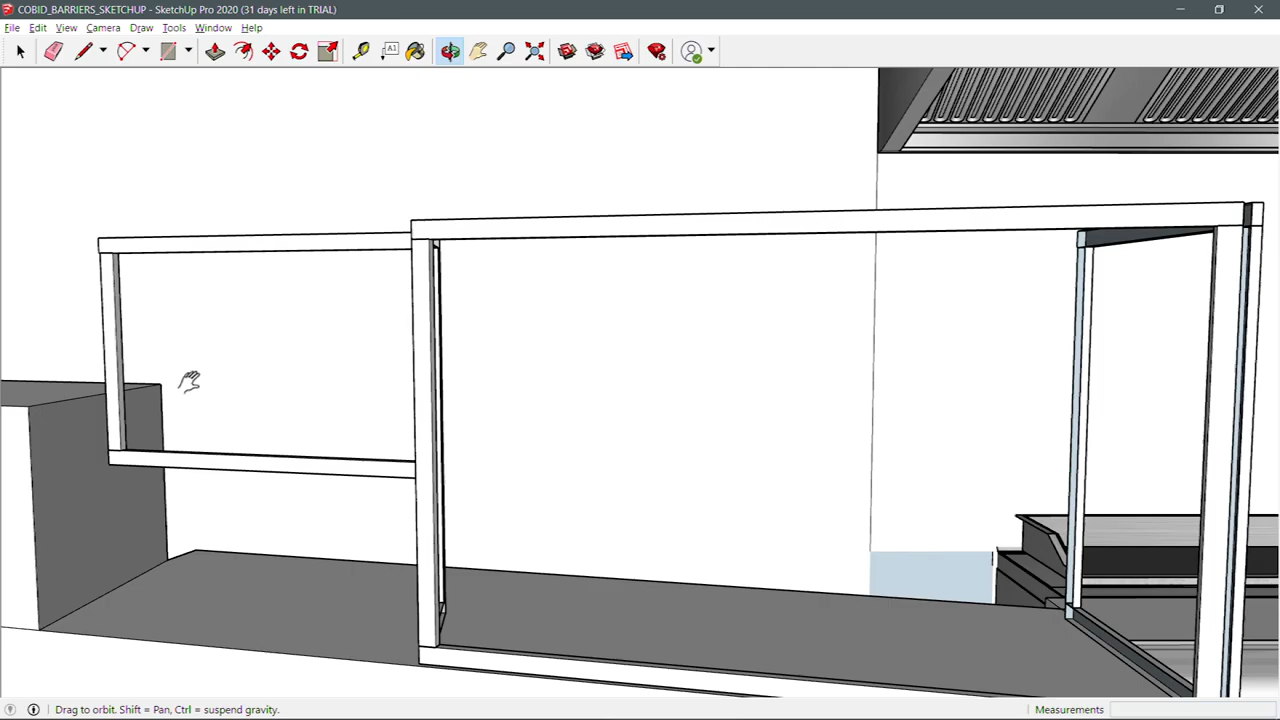 COBID_BARRIERS_SKETCHUP - SketchUp Pro 2020 (31 days left in TRIAL)
File Edit View Camera Draw Tools Window Help
A1
Drag to orbit. Shift = Pan, Ctrl = suspend gravity.
Measurements